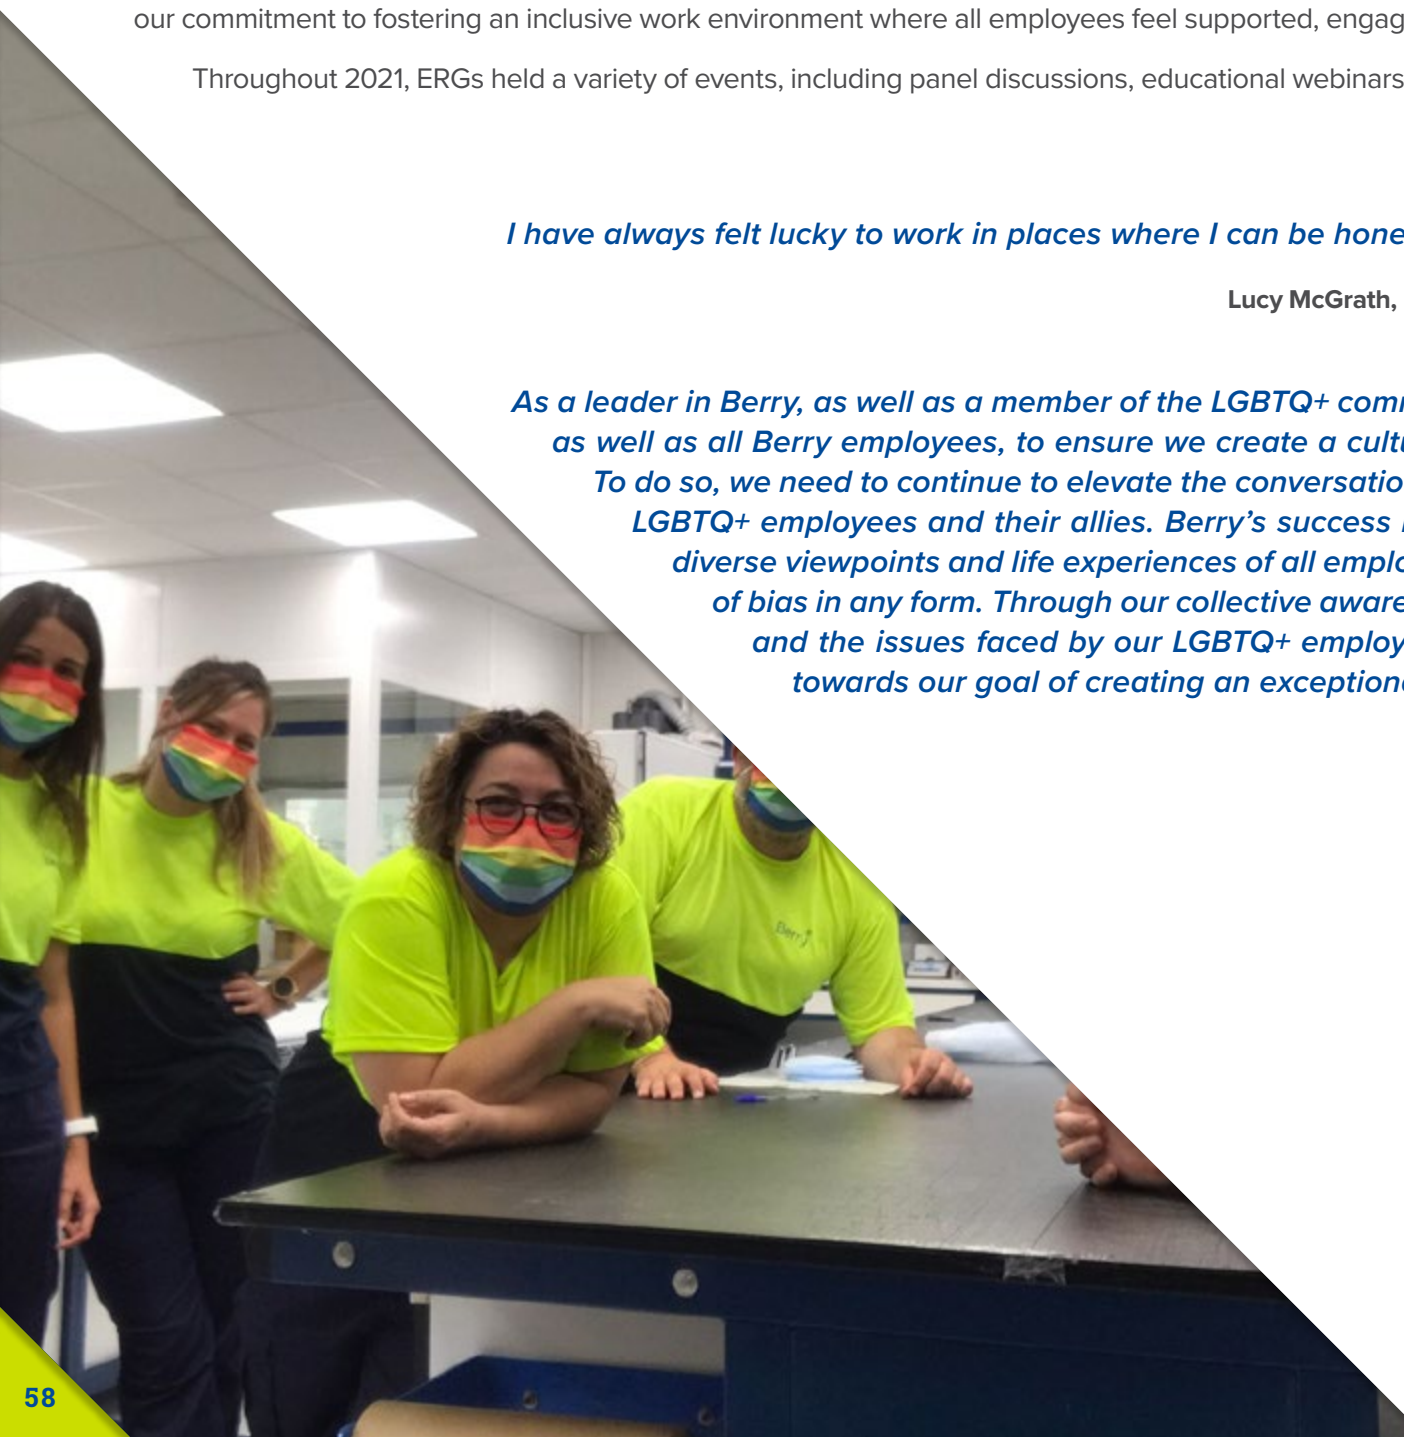 our commitment to fostering an inclusive work environment where all employees feel supported, engag
Throughout 2021, ERGs held a variety of events, including panel discussions, educational webinars
I have always felt lucky to work in places where I can be hone
Lucy McGrath,
As a leader in Berry, as well as a member of the LGBTQ+ comm
as well as all Berry employees, to ensure we create a cultu
To do so, we need to continue to elevate the conversatio
LGBTQ+ employees and their allies. Berry’s success
diverse viewpoints and life experiences of all emplo
of bias in any form. Through our collective aware
and the issues faced by our LGBTQ+ employ
towards our goal of creating an exceptiona
Berry
58